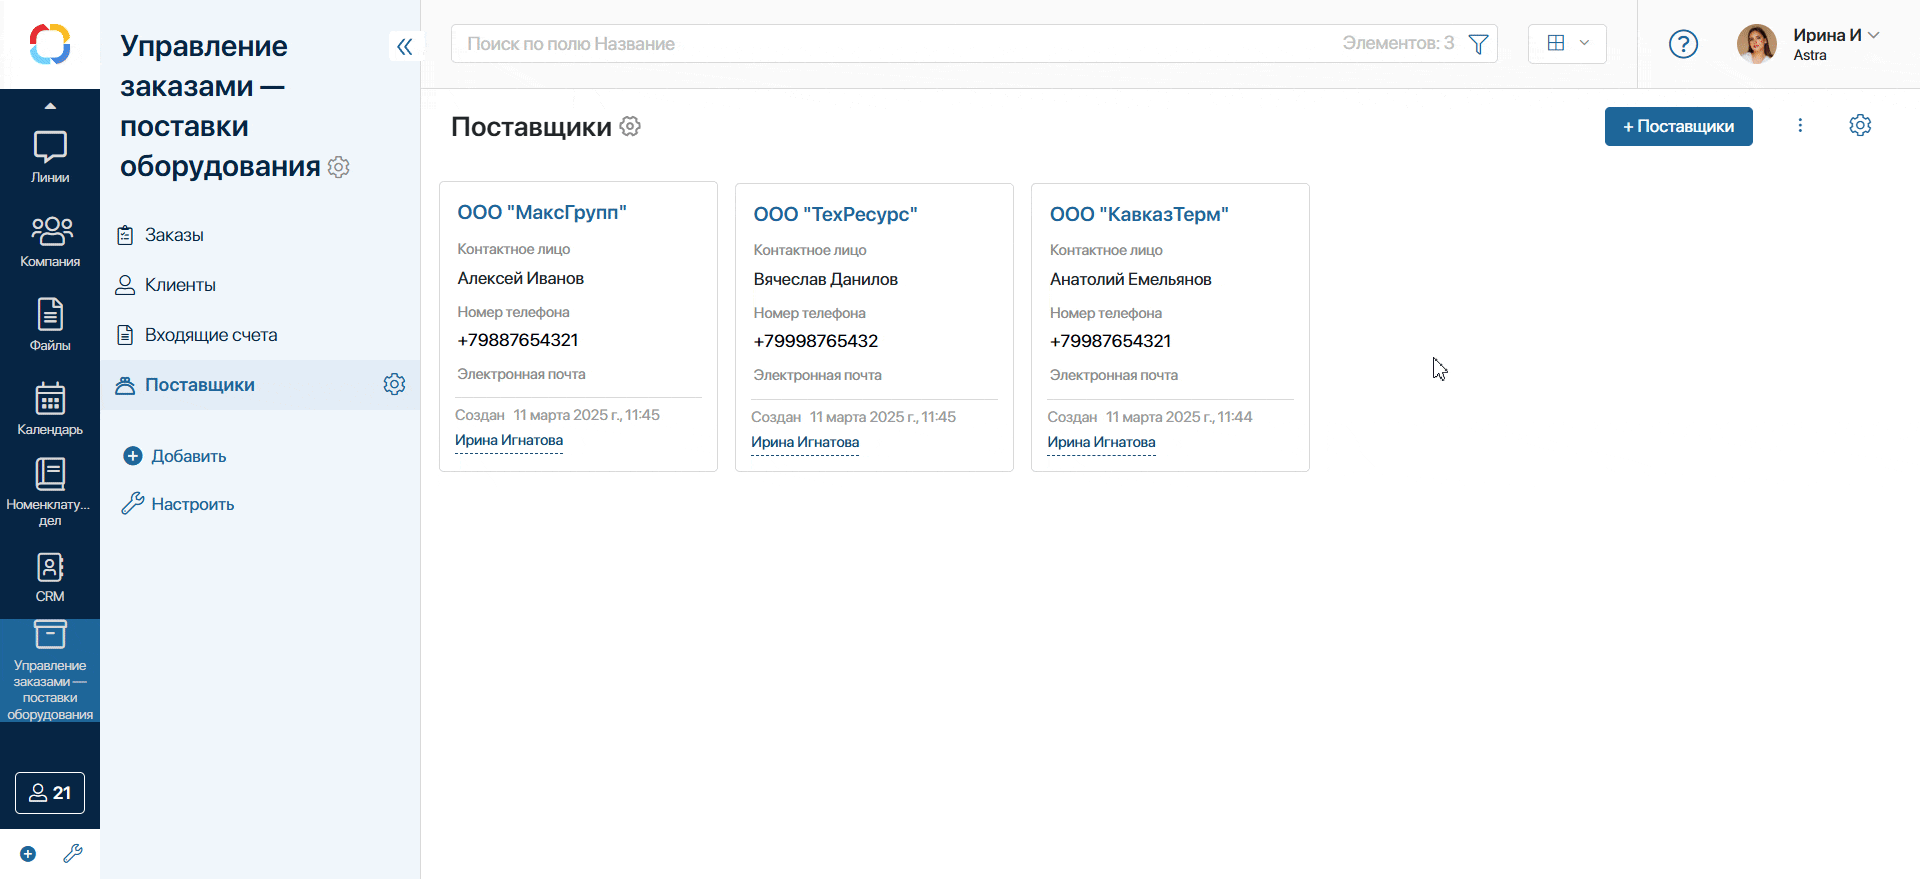 Линии
Компания
Файлы
Календарь
Номенклату...
дел
CRM
Управление
заказами —
поставки
оборудования
21
Управление
заказами —
поставки
оборудования
Заказы
Клиенты
Входящие счета
Поставщики
Добавить
Настроить
Поиск по полю Название
Элементов: 3
?
Ирина И
Astra
Поставщики
+ Поставщики
ООО "МаксГрупп"
Контактное лицо
Алексей Иванов
Номер телефона
+79887654321
Электронная почта
Создан 11 марта 2025 г., 11:45
Ирина Игнатова
ООО "ТехРесурс"
Контактное лицо
Вячеслав Данилов
Номер телефона
+79998765432
Электронная почта
Создан 11 марта 2025 г., 11:45
Ирина Игнатова
ООО "КавказТерм"
Контактное лицо
Анатолий Емельянов
Номер телефона
+79987654321
Электронная почта
Создан 11 марта 2025 г., 11:44
Ирина Игнатова